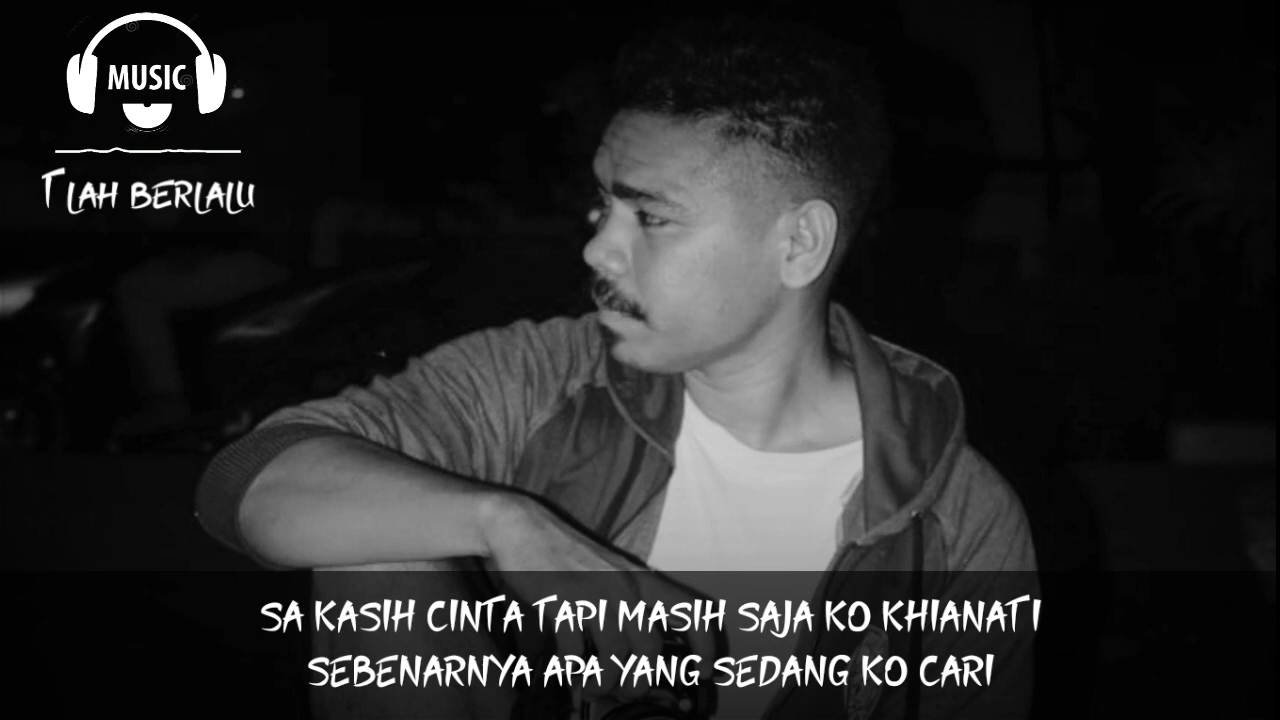 MUSIC
T'LAH BERLALU
SA KASIH CINTA TAPI MASIH SAJA KO KHIANATI
SEBENARNYA APA YANG SEDANG KO CARI